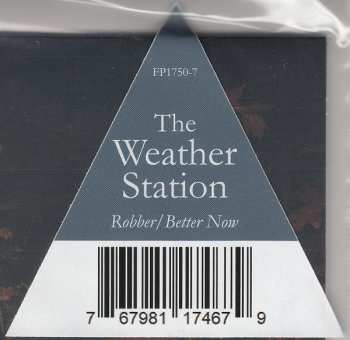 FP1750-7
The
Weather
Station
Robber/Better Now
7 67981 17467 9